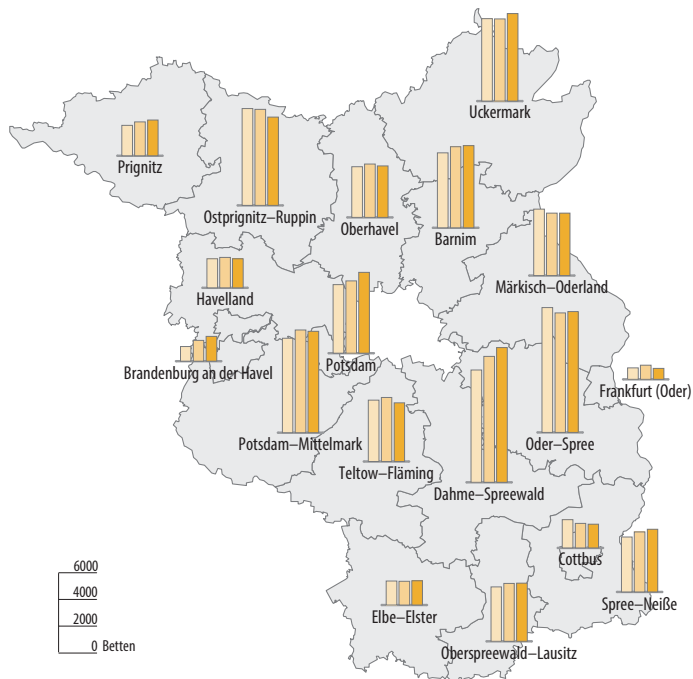 Uckermark
Prignitz
Ostprignitz–Ruppin
Oberhavel
Barnim
Märkisch–Oderland
Havelland
Potsdam
Brandenburg an der Havel
Frankfurt (Oder)
Potsdam–Mittelmark
Oder–Spree
Teltow–Fläming
Dahme–Spreewald
Cottbus
6000
4000
2000
0 Betten
Spree–Neiße
Elbe–Elster
Oberspreewald–Lausitz